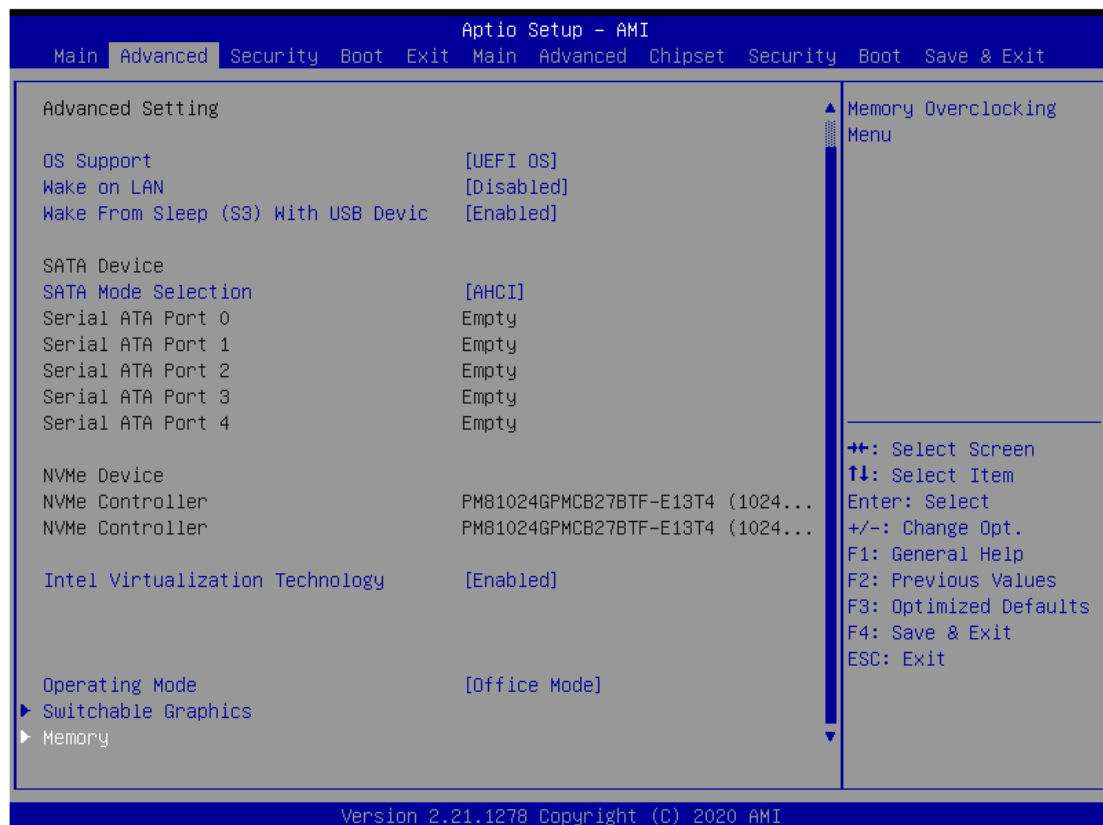 Aptio Setup – AMI
Main Advanced Security Boot Exit Main Advanced Chipset Security Boot Save & Exit
Advanced Setting
OS Support [UEFI OS]
Wake on LAN [Disabled]
Wake From Sleep (S3) With USB Devic [Enabled]
SATA Device
SATA Mode Selection [AHCI]
Serial ATA Port 0 Empty
Serial ATA Port 1 Empty
Serial ATA Port 2 Empty
Serial ATA Port 3 Empty
Serial ATA Port 4 Empty
NVMe Device
NVMe Controller PM81024GPMCB27BTF-E13T4 (1024...
NVMe Controller PM81024GPMCB27BTF-E13T4 (1024...
Intel Virtualization Technology [Enabled]
Operating Mode [Office Mode]
Switchable Graphics
Memory
Memory Overclocking
Menu
→←: Select Screen
↑↓: Select Item
Enter: Select
+/-: Change Opt.
F1: General Help
F2: Previous Values
F3: Optimized Defaults
F4: Save & Exit
ESC: Exit
Version 2.21.1278 Copyright (C) 2020 AMI